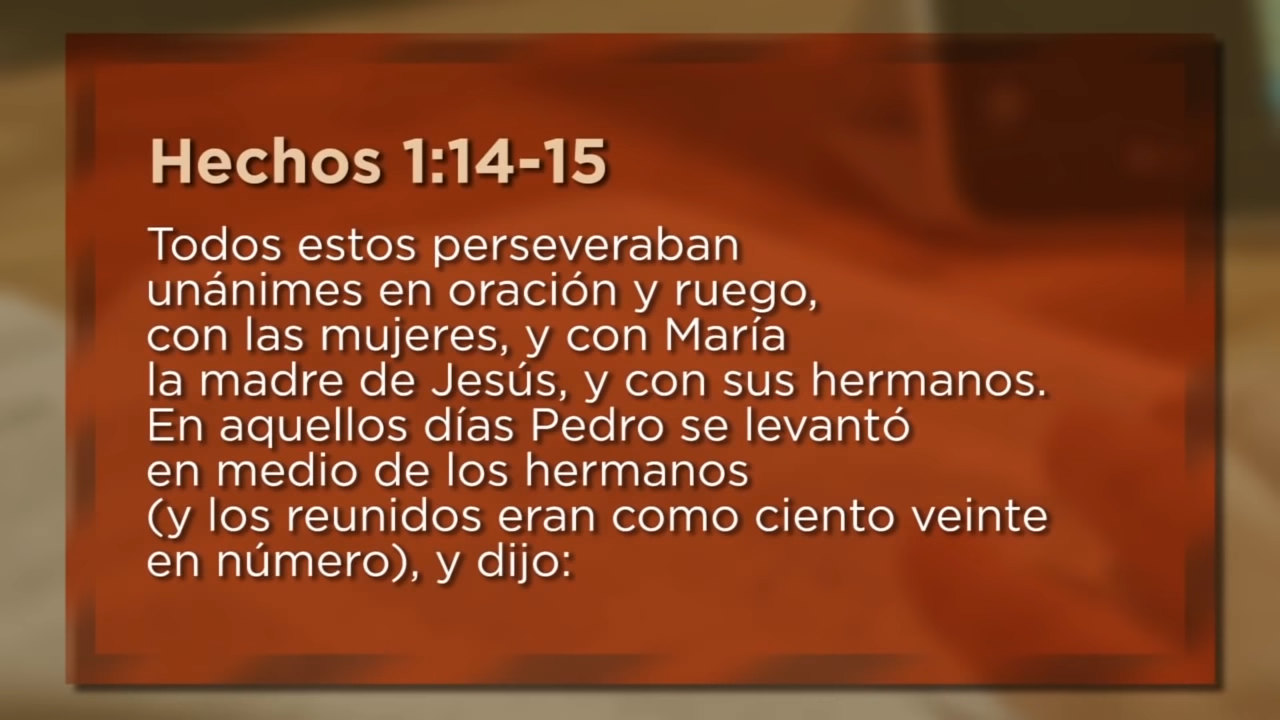 Hechos 1:14-15
Todos estos perseveraban
unánimes en oración y ruego,
con las mujeres, y con María
la madre de Jesús, y con sus hermanos.
En aquellos días Pedro se levantó
en medio de los hermanos
(y los reunidos eran como ciento veinte
en número), y dijo: